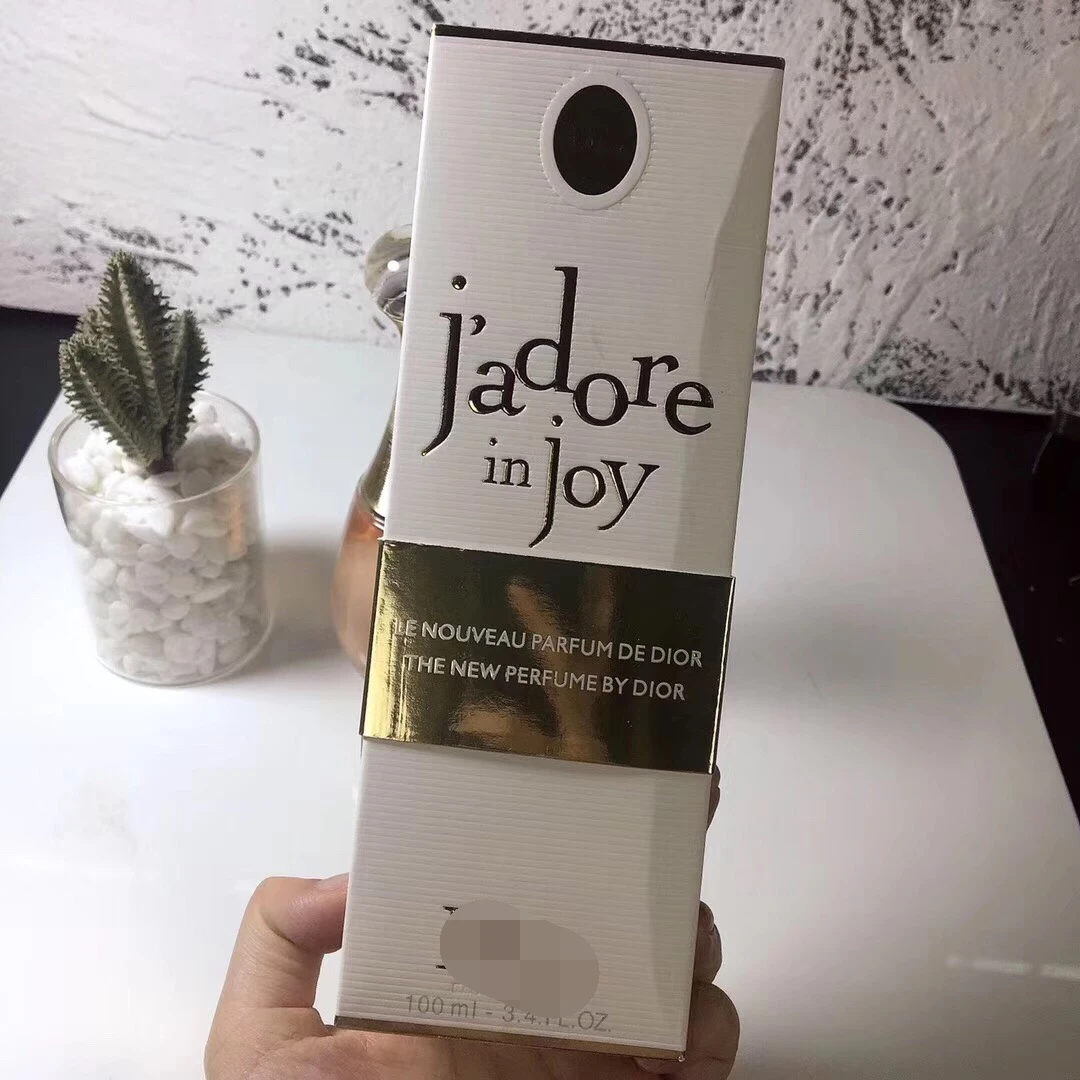 j'adore
in joy
LE NOUVEAU PARFUM DE DIOR
THE NEW PERFUME BY DIOR
100 ml - 3.4.FL.OZ.